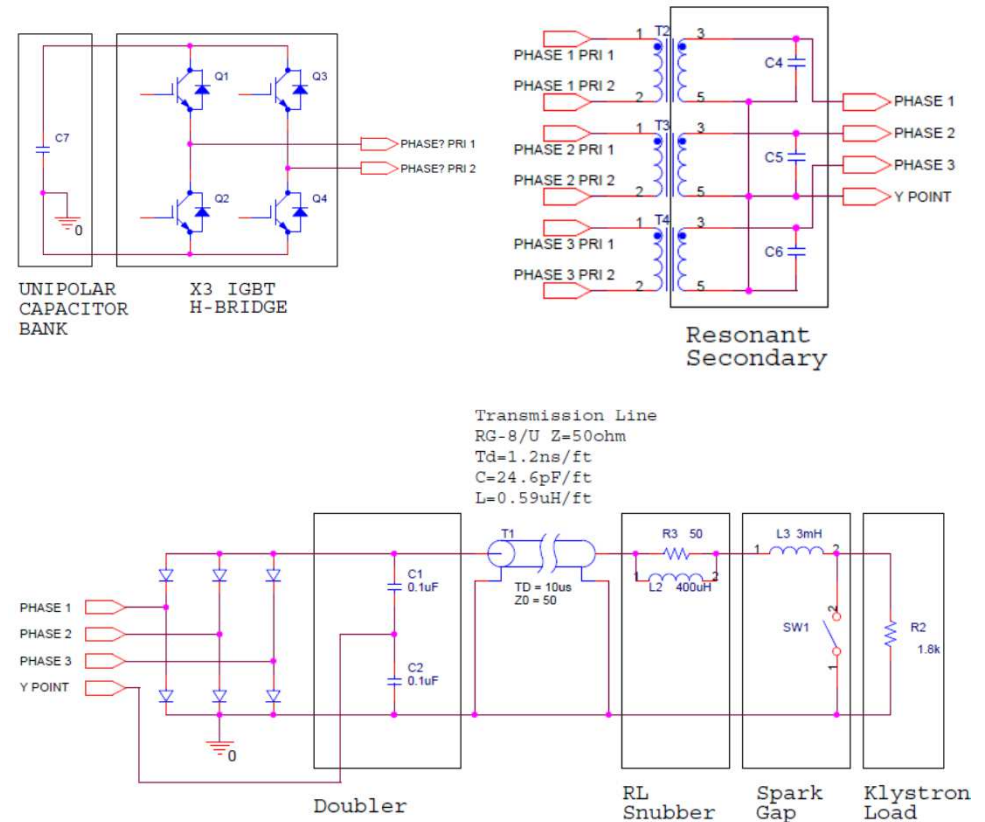 C7
Q1
Q3
Q2
Q4
PHASE? PRI 1
PHASE? PRI 2
0
UNIPOLAR
CAPACITOR
BANK
X3 IGBT
H-BRIDGE
PHASE 1 PRI 1
PHASE 1 PRI 2
PHASE 2 PRI 1
PHASE 2 PRI 2
PHASE 3 PRI 1
PHASE 3 PRI 2
1
T2
3
2
5
C4
1
T3
3
2
5
C5
1
T4
3
2
5
C6
PHASE 1
PHASE 2
PHASE 3
Y POINT
Resonant
Secondary
Transmission Line
RG-8/U Z=50ohm
Td=1.2ns/ft
C=24.6pF/ft
L=0.59uH/ft
PHASE 1
PHASE 2
PHASE 3
Y POINT
0
C1
0.1uF
C2
0.1uF
Doubler
T1
TD = 10us
Z0 = 50
R3 50
1
2
L2 400uH
RL
Snubber
L3 3mH
1
2
SW1
2
1
Spark
Gap
R2
1.8k
Klystron
Load